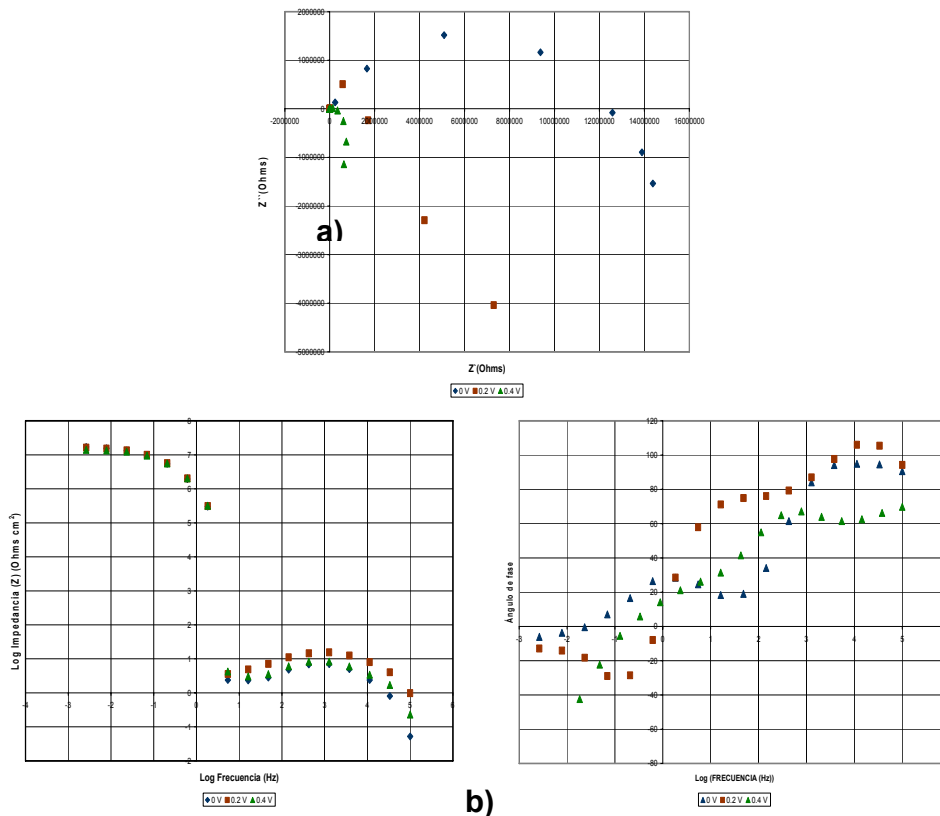 2000000
1000000
0
-2000000 0 2000000 4000000 6000000 8000000 10000000 12000000 14000000 16000000
-1000000
-2000000
-3000000
-4000000
-5000000
Z``(Ohms)
a)
Z`(Ohms)
0 V 0.2 V 0.4 V
8
7
6
5
4
3
2
1
0
-4 -3 -2 -1 0 1 2 3 4 5 6
-1
-2
Log Impedancia (Z) (Ohms cm2)
Log Frecuencia (Hz)
0 V 0.2 V 0.4 V
120
100
80
60
40
20
0
-3 -2 -1 0 1 2 3 4 5
-20
-40
-60
-80
Ángulo de fase
Log (FRECUENCIA (Hz))
0 V 0.2 V 0.4 V
b)